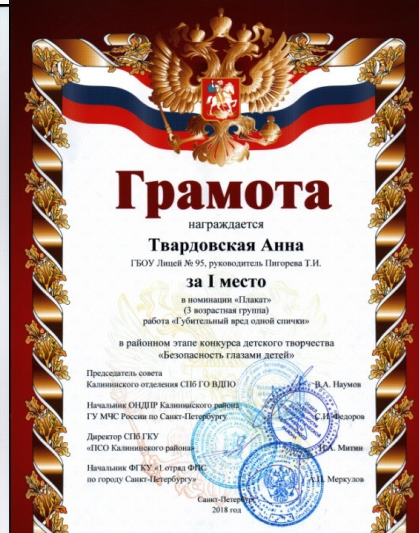 Грамота
награждается
Твардовская Анна
ГБОУ Лицей № 95, руководитель Пигорева Т.И.
за I место
в номинации «Плакат»
(3 возрастная группа)
работа «Губительный вред одной спички»
в районном этапе конкурса детского творчества
«Безопасность глазами детей»
Председатель совета
Калининского отделения СПб ГО ВДПО В.А. Наумов
Начальник ОНДПР Калининского района
ГУ МЧС России по Санкт-Петербургу С.И. Федоров
Директор СПб ГКУ
«ПСО Калининского района» Н.А. Митин
Начальник ФГКУ «1 отряд ФПС
по городу Санкт-Петербургу» Меркулов
Санкт-Петербург
2018 год